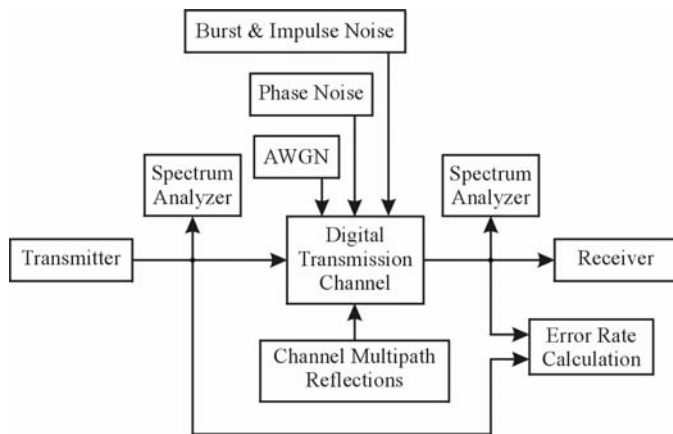 Burst & Impulse Noise
Phase Noise
AWGN
Spectrum
Analyzer
Spectrum
Analyzer
Transmitter
Digital
Transmission
Channel
Receiver
Channel Multipath
Reflections
Error Rate
Calculation